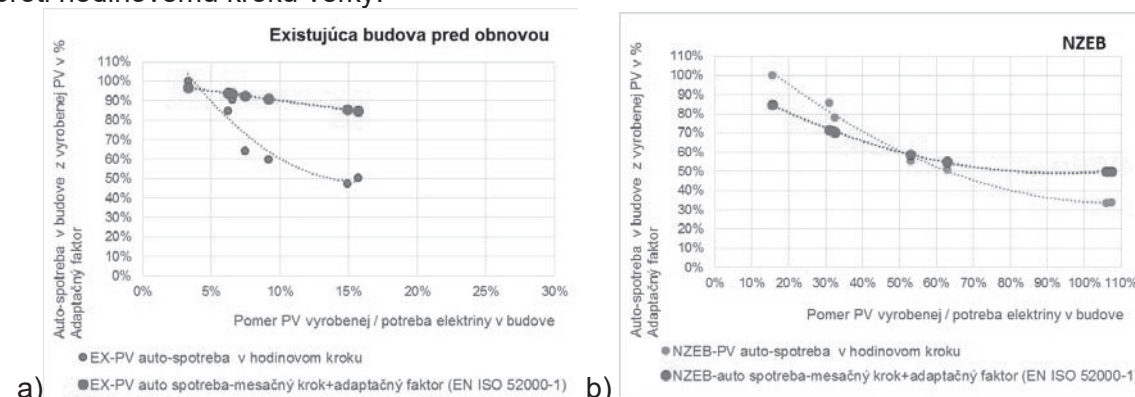 proti hodinovému kroku veľký.
Existujúca budova pred obnovou
Auto-spotreba v budove z vyrobenej PV v %
Adaptačný faktor
110%
100%
90%
80%
70%
60%
50%
40%
30%
20%
10%
0%
0% 5% 10% 15% 20% 25% 30%
Pomer PV vyrobenej / potreba elektriny v budove
EX-PV auto-spotreba v hodinovom kroku
EX-PV auto spotreba-mesačný krok+adaptačný faktor (EN ISO 52000-1)
a)
NZEB
Auto-spotreba v budove z vyrobenej PV v %
Adaptačný faktor
110%
100%
90%
80%
70%
60%
50%
40%
30%
20%
10%
0%
0% 10% 20% 30% 40% 50% 60% 70% 80% 90% 100% 110%
Pomer PV vyrobenej / potreba elektriny v budove
NZEB-PV auto-spotreba v hodinovom kroku
NZEB-auto spotreba-mesačný krok+adaptačný faktor (EN ISO 52000-1
b)